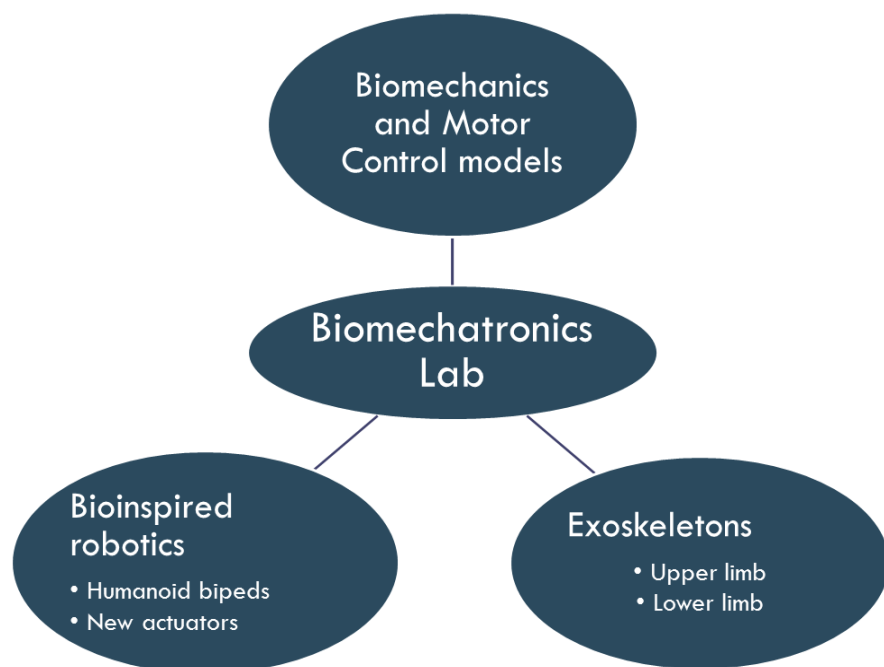 Biomechanics
and Motor
Control models
Biomechatronics
Lab
Bioinspired
robotics
• Humanoid bipeds
• New actuators
Exoskeletons
• Upper limb
• Lower limb